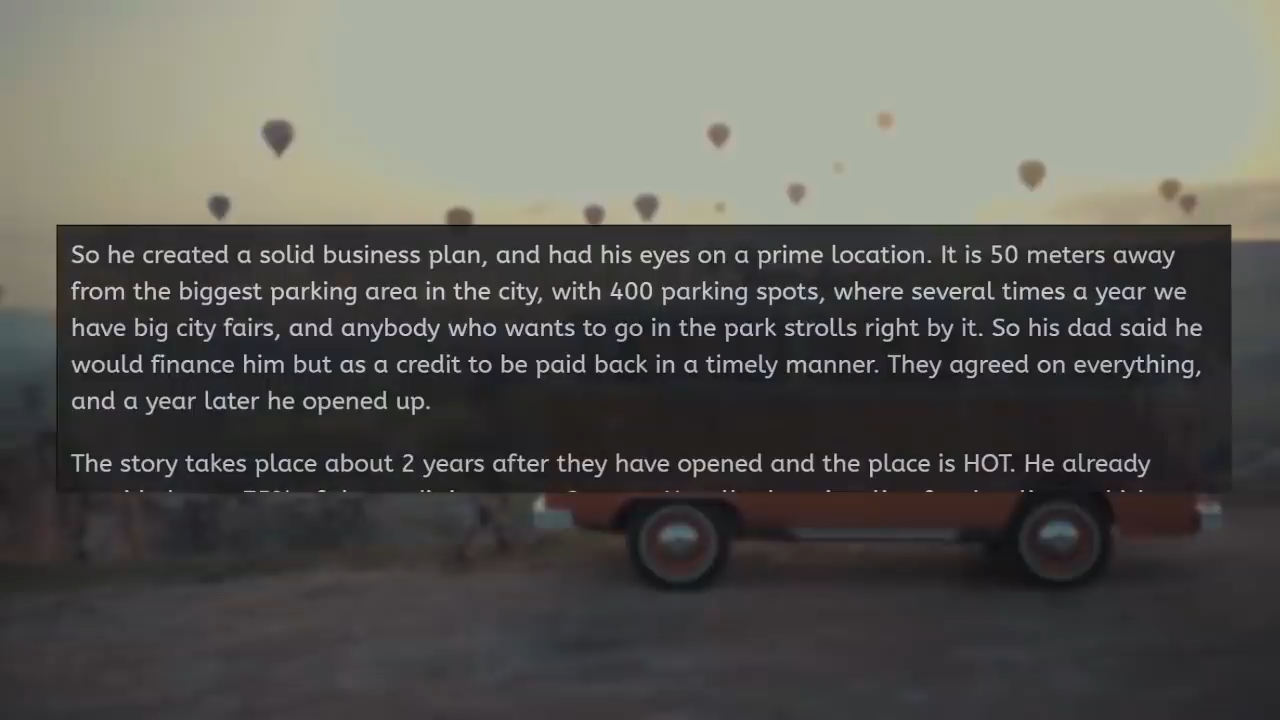 So he created a solid business plan, and had his eyes on a prime location. It is 50 meters away
from the biggest parking area in the city, with 400 parking spots, where several times a year we
have big city fairs, and anybody who wants to go in the park strolls right by it. So his dad said he
would finance him but as a credit to be paid back in a timely manner. They agreed on everything,
and a year later he opened up.
The story takes place about 2 years after they have opened and the place is HOT. He already